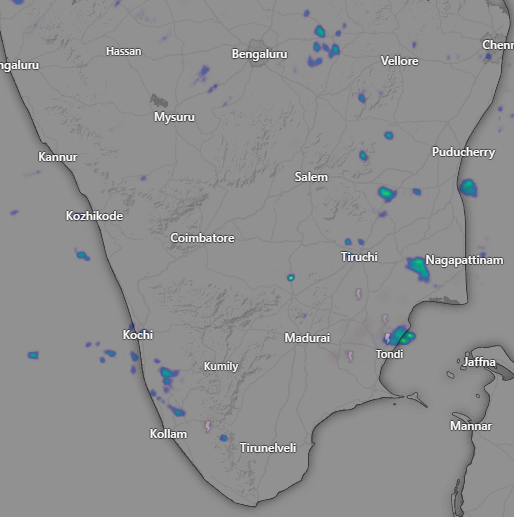 Hassan
Bengaluru
Chenn
ngaluru
Vellore
Mysuru
Kannur
Puducherry
Salem
Kozhikode
Coimbatore
Tiruchi
Nagapattinam
Kochi
Madurai
Tondi
Kumily
Jaffna
Kollam
Mannar
Tirunelveli